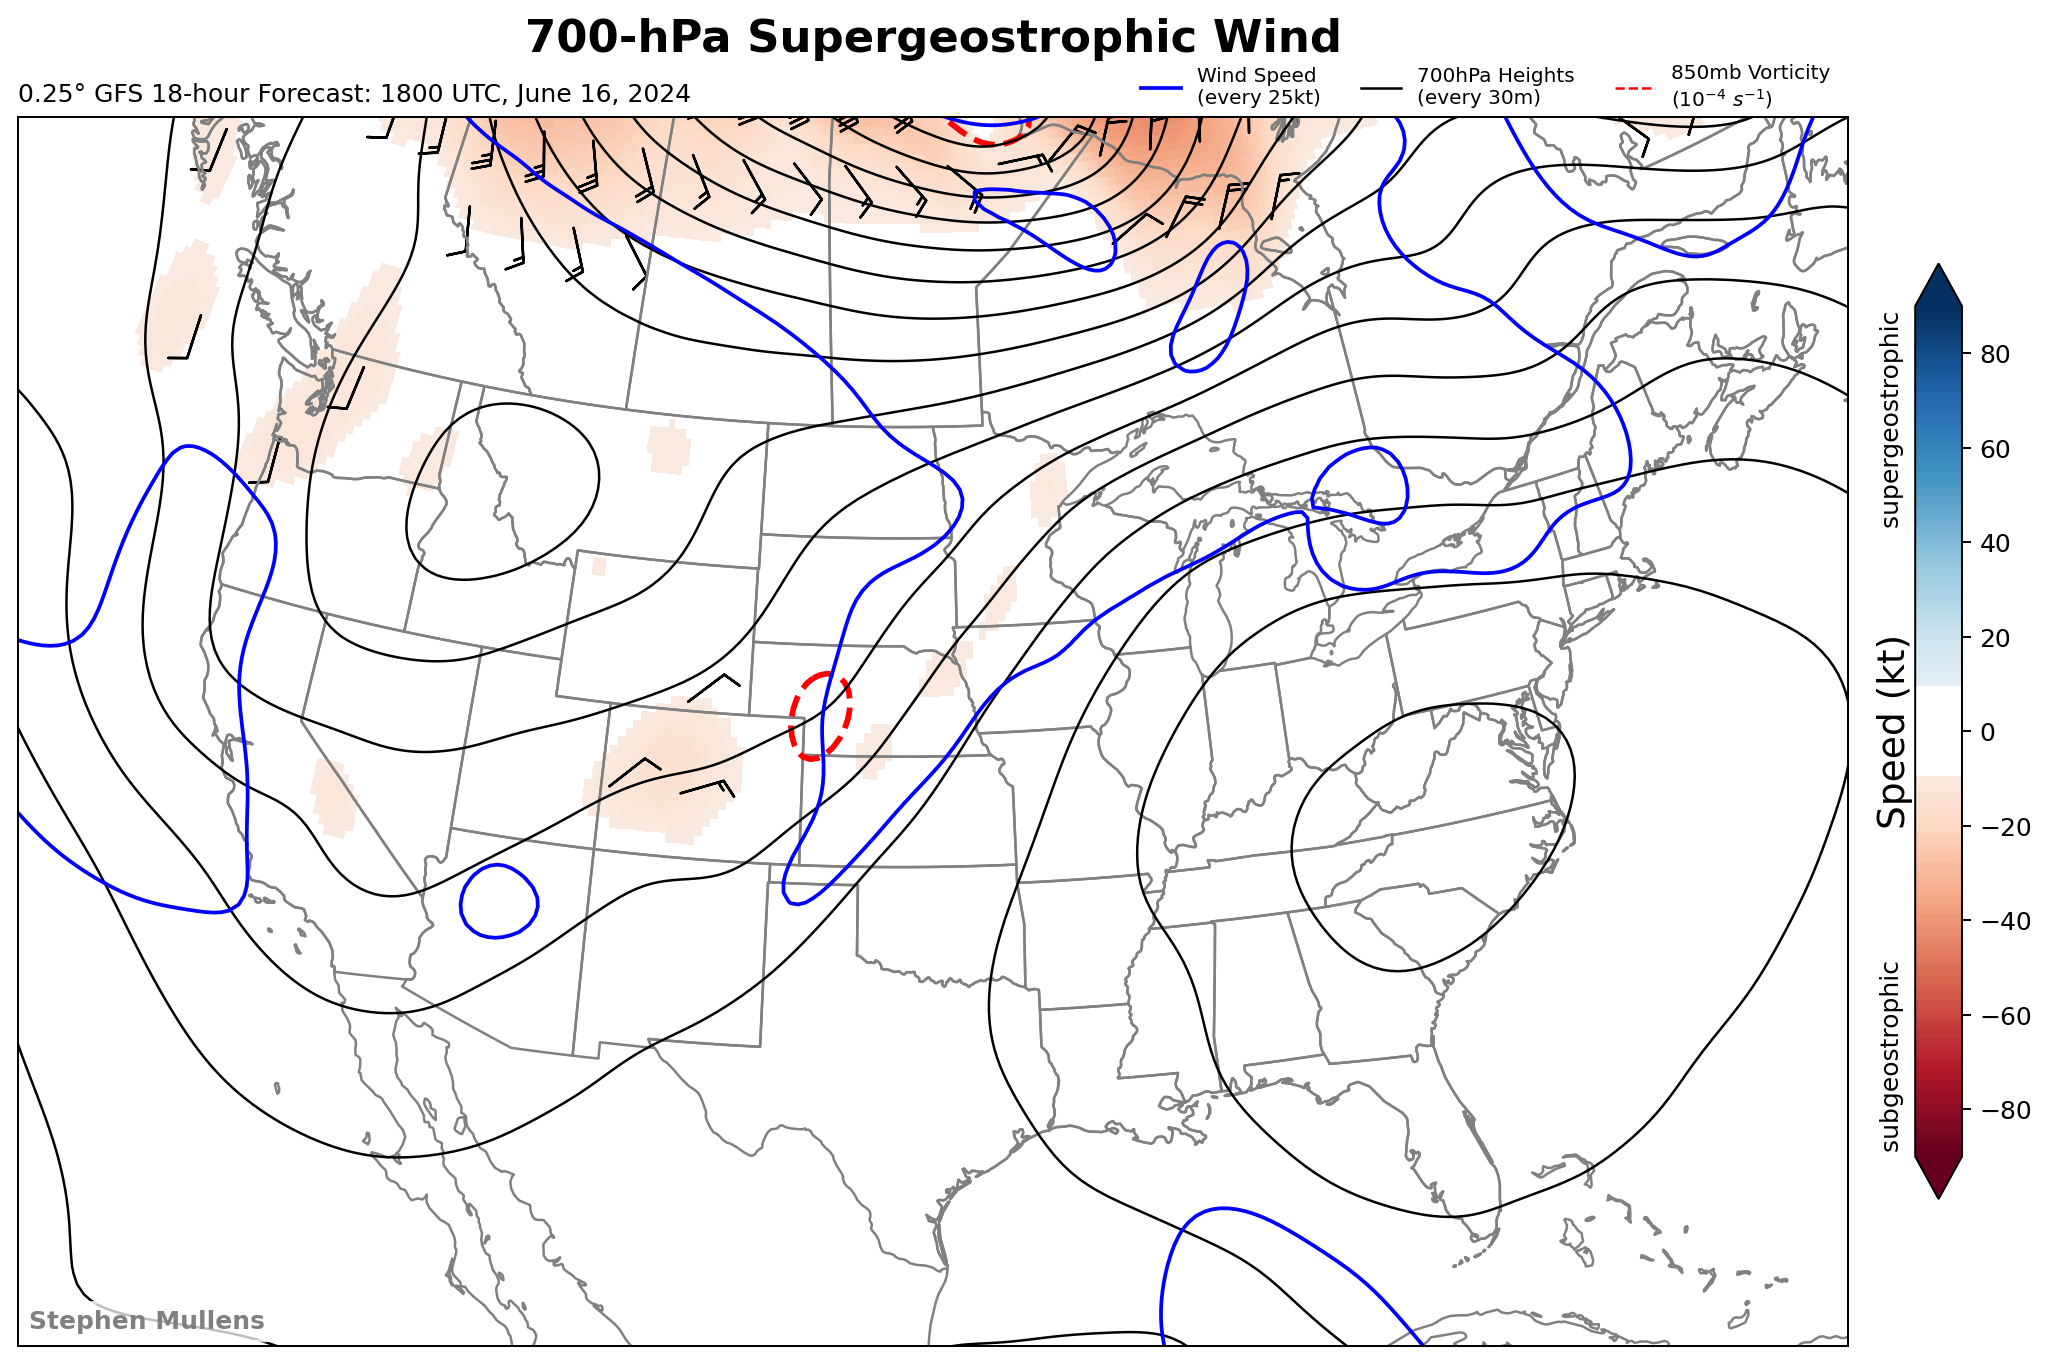 700-hPa Supergeostrophic Wind
0.25° GFS 18-hour Forecast: 1800 UTC, June 16, 2024
Wind Speed
(every 25kt)
700hPa Heights
(every 30m)
850mb Vorticity
(10⁻⁴ s⁻¹)
supergeostrophic
Speed (kt)
subgeostrophic
80
60
40
20
0
−20
−40
−60
−80
Stephen Mullens